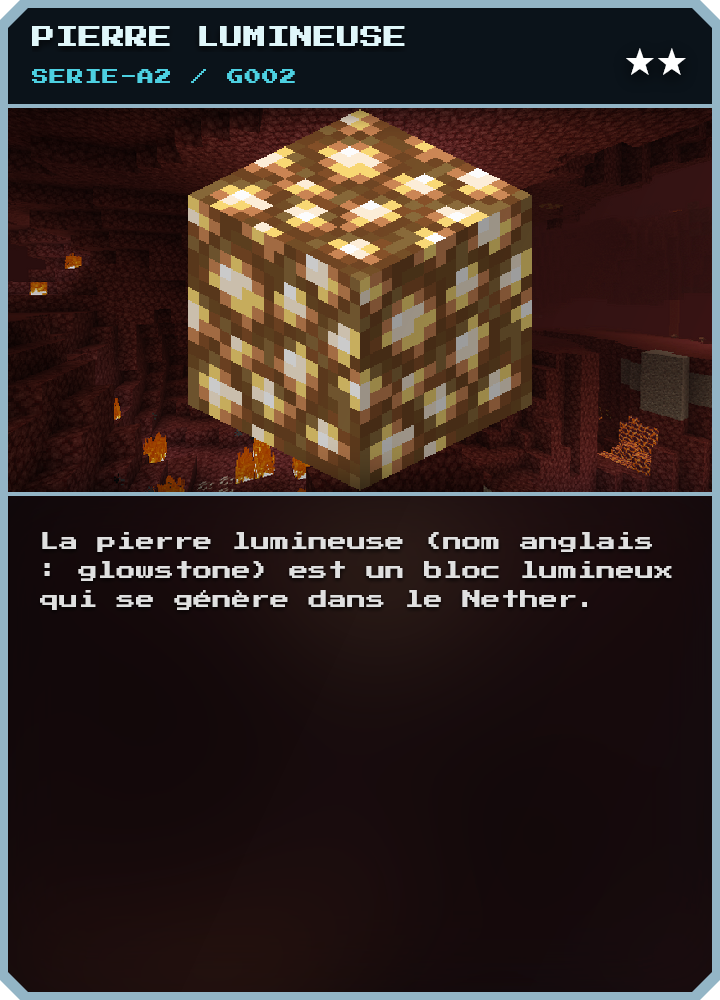 PIERRE LUMINEUSE
SERIE-A2 / G002
★★
La pierre lumineuse (nom anglais
: glowstone) est un bloc lumineux
qui se génère dans le Nether.